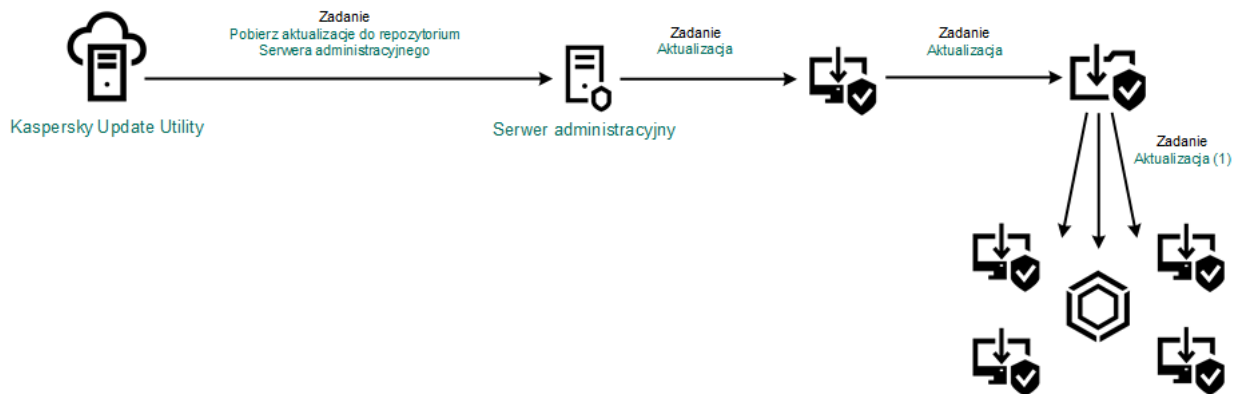 Zadanie
Pobierz aktualizacje do repozytorium
Serwera administracyjnego
Zadanie
Aktualizacja
Zadanie
Aktualizacja
Kaspersky Update Utility
Serwer administracyjny
Zadanie
Aktualizacja (1)